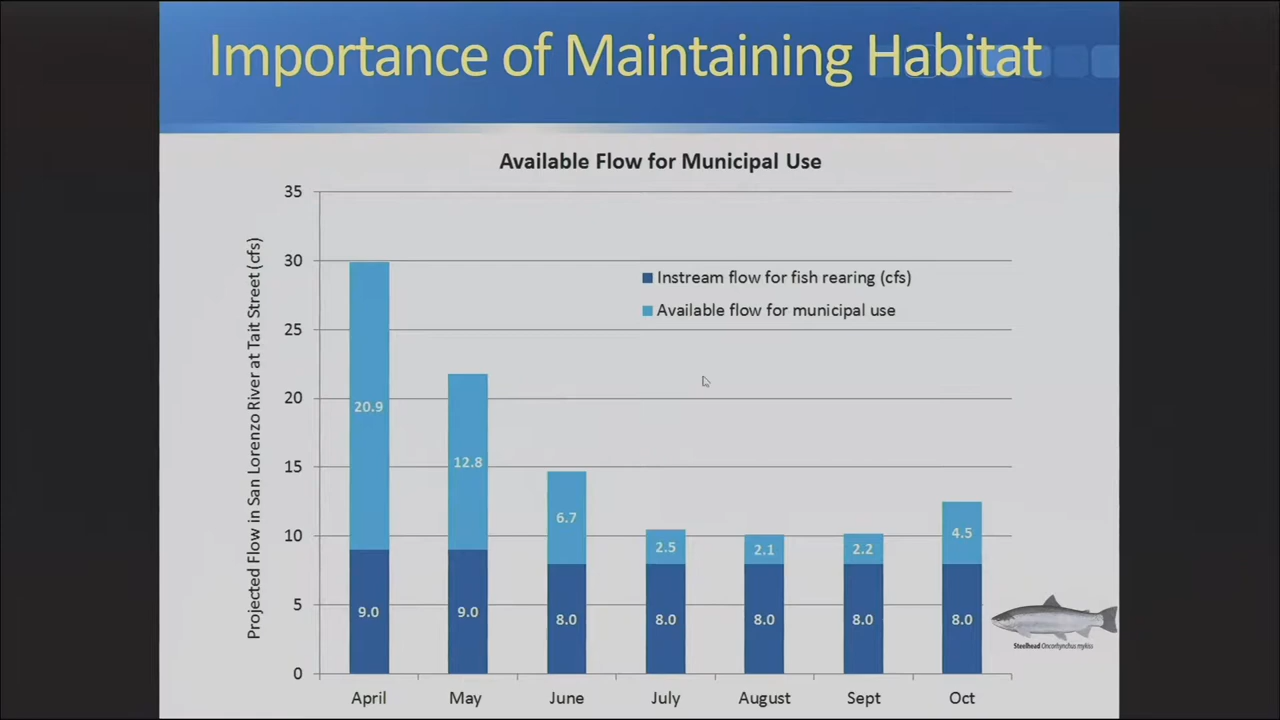 Importance of Maintaining Habitat
Available Flow for Municipal Use
Projected Flow in San Lorenzo River at Tait Street (cfs)
35
30
25
20
15
10
5
0
Instream flow for fish rearing (cfs)
Available flow for municipal use
20.9
12.8
6.7
2.5
2.1
2.2
4.5
9.0
9.0
8.0
8.0
8.0
8.0
8.0
April
May
June
July
August
Sept
Oct
Steelhead Oncorhynchus mykiss